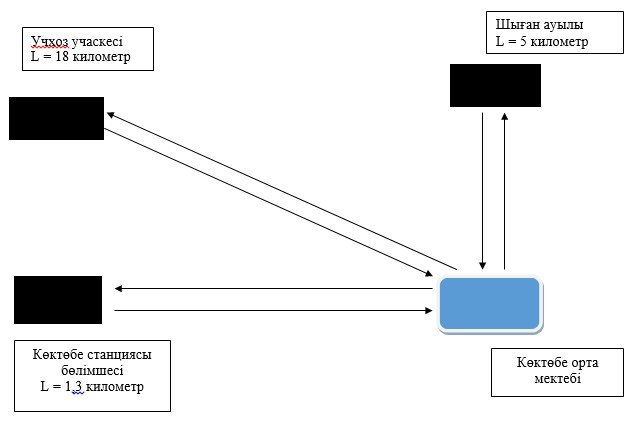 Учхоз учаскесі
L = 18 километр
Шыған ауылы
L = 5 километр
Көктөбе станциясы
бөлімшесі
L = 1,3 километр
Көктөбе орта
мектебі